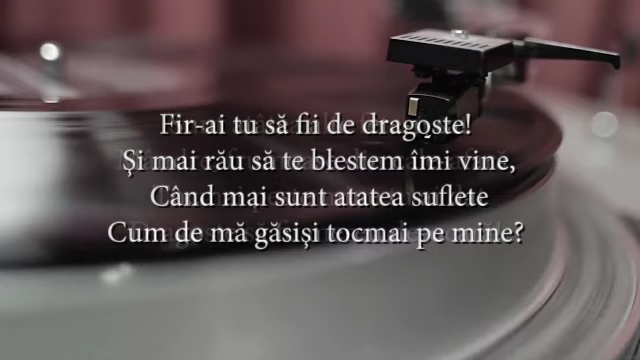 Fir-ai tu să fii de dragoste!
Și mai rău să te blestem îmi vine,
Când mai sunt atatea suflete
Cum de mă găsiși tocmai pe mine?